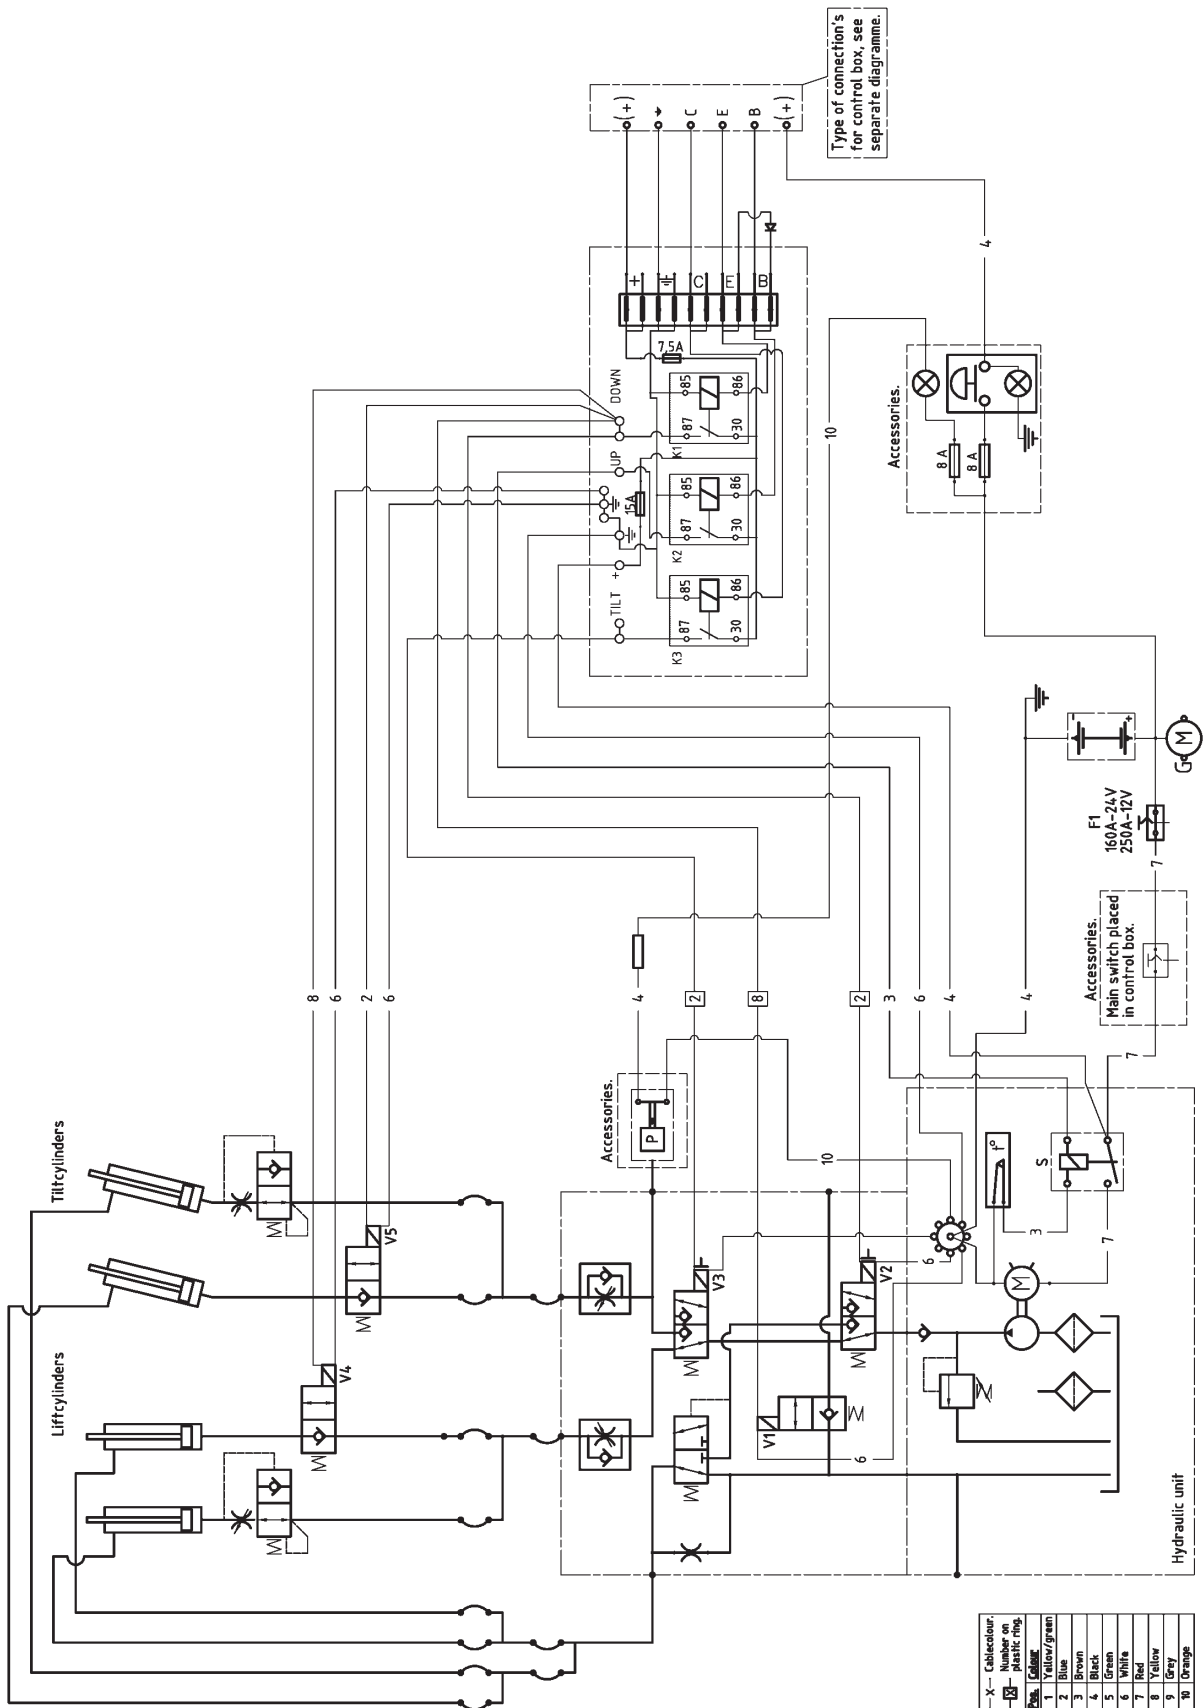 Type of connection's
for control box, see
separate diagramme.
(+)
C
E
B
(+)
+
C
E
B
7,5A
DOWN
UP
15A
+
TILT
85
86
87
30
K1
85
86
87
30
K2
85
86
87
30
K3
4
10
Accessories.
8 A
8 A
-
+
G
M
F1
160A-24V
250A-12V
7
Accessories.
Main switch placed
in control box.
7
8
6
2
6
4
2
8
2
3
6
4
4
Tiltcylinders
V5
Liftcylinders
V4
Accessories.
P
10
V3
V2
V1
6
6
t°
S
3
7
M
Hydraulic unit
X Cablecolour.
X Number on
plastic ring.
Pos. Colour
1 Yellow/green
2 Blue
3 Brown
4 Black
5 Green
6 White
7 Red
8 Yellow
9 Grey
10 Orange